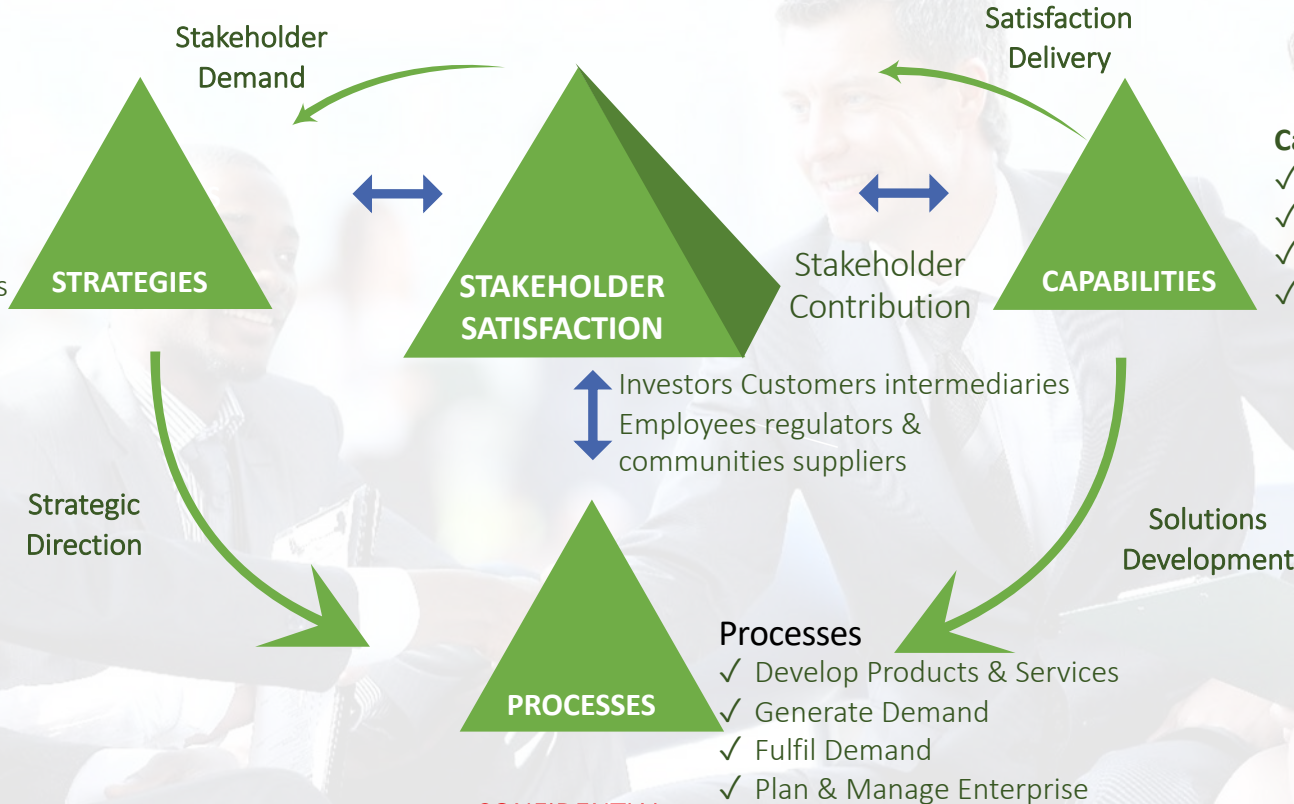 Stakeholder
Demand
Satisfaction
Delivery
STRATEGIES
STAKEHOLDER
SATISFACTION
Stakeholder
Contribution
CAPABILITIES
Ca
✓
✓
✓
✓
s
Investors Customers intermediaries
Employees regulators &
communities suppliers
Strategic
Direction
Solutions
Development
PROCESSES
Processes
✓ Develop Products & Services
✓ Generate Demand
✓ Fulfil Demand
✓ Plan & Manage Enterprise